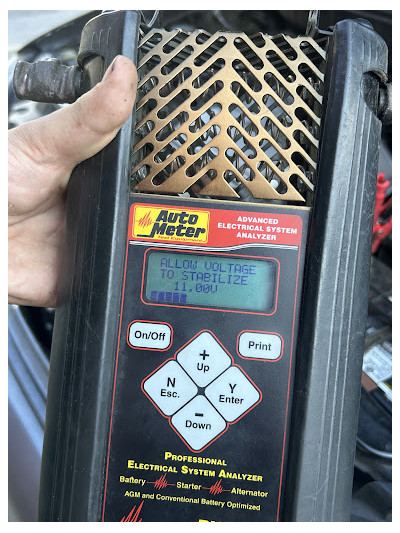 Auto
Meter
ADVANCED
ELECTRICAL SYSTEM
ANALYZER
ALLOW VOLTAGE
TO STABILIZE
11.00V
On/Off
+
Up
Print
N
Esc.
Y
Enter
-
Down
PROFESSIONAL
ELECTRICAL SYSTEM ANALYZER
Battery Starter Alternator
AGM and Conventional Battery Optimized